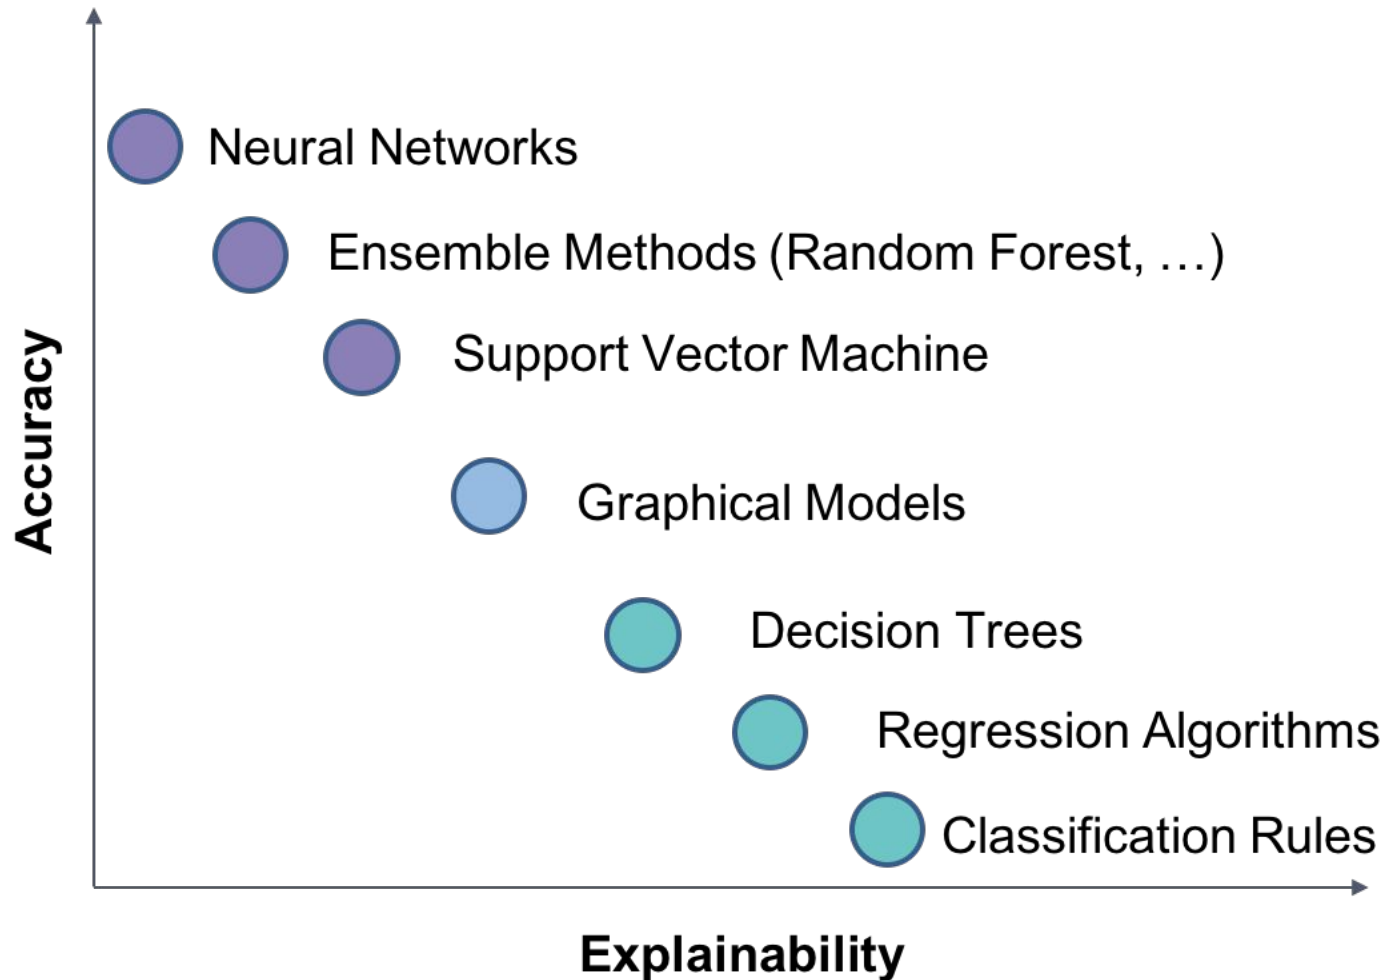 Neural Networks
Ensemble Methods (Random Forest, …)
Support Vector Machine
Accuracy
Graphical Models
Decision Trees
Regression Algorithms
Classification Rules
Explainability